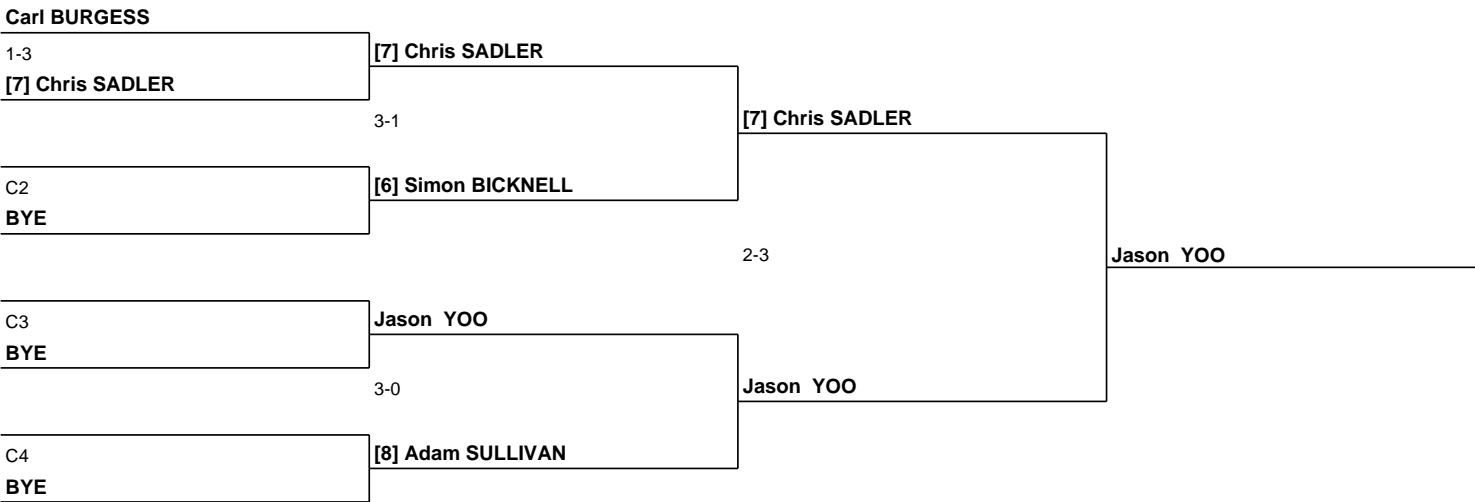 Carl BURGESS
1-3
[7] Chris SADLER
[7] Chris SADLER
3-1
[7] Chris SADLER
C2
[6] Simon BICKNELL
BYE
2-3
Jason YOO
C3
Jason YOO
BYE
3-0
Jason YOO
C4
[8] Adam SULLIVAN
BYE